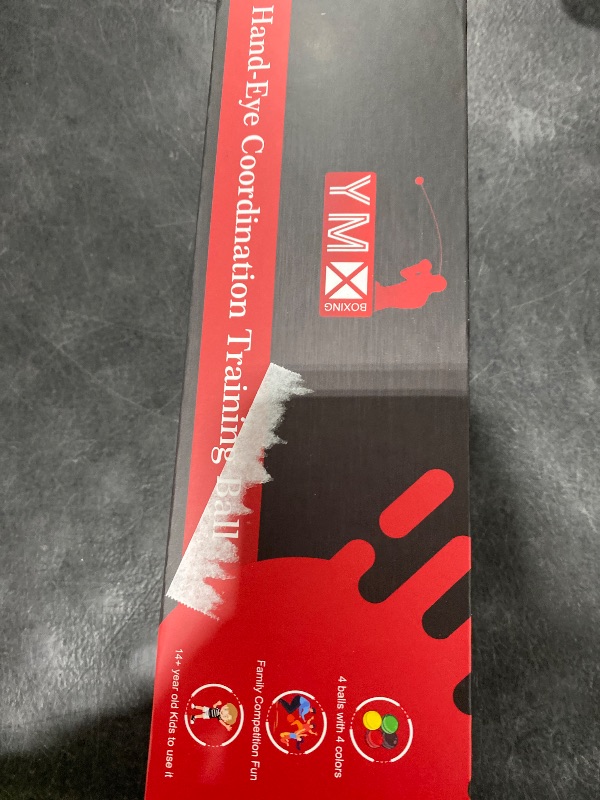 YMX
BOXING
Hand-Eye Coordination Training Ball
4 balls with 4 colors
Family Competition Fun
14+ year old Kids to use it